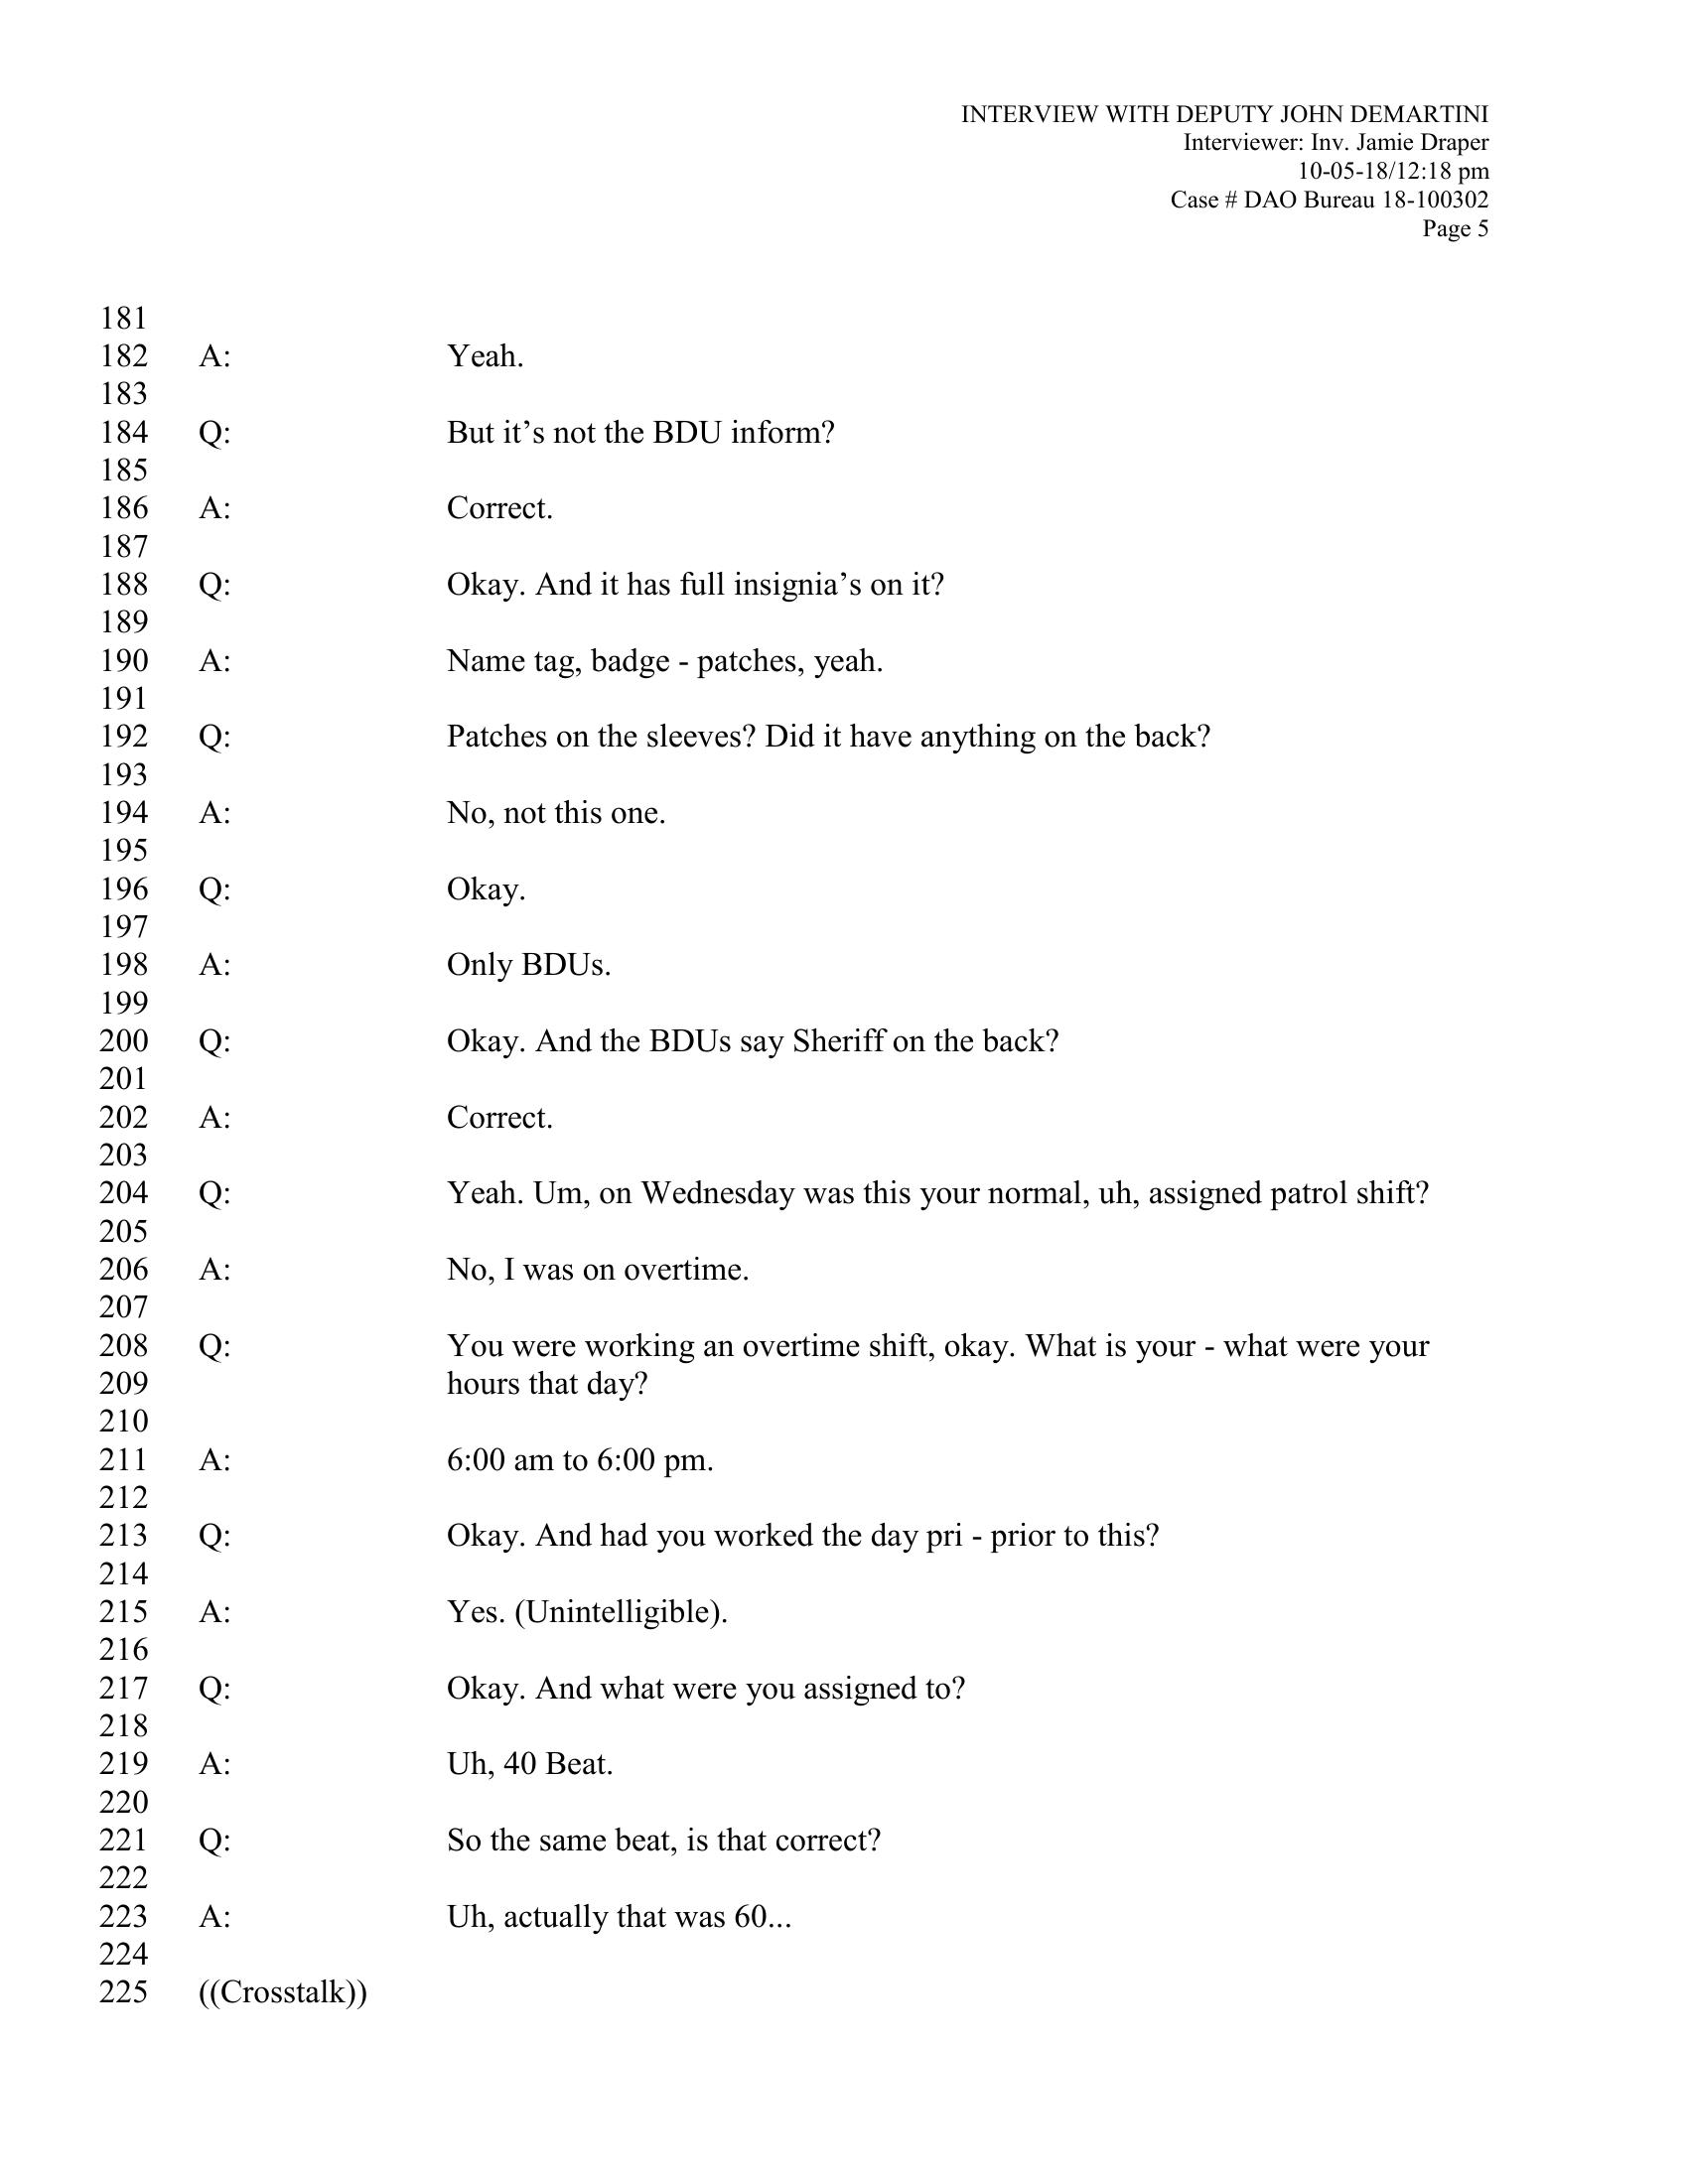 INTERVIEW WITH DEPUTY JOHN DEMARTINI
Interviewer: Inv. Jamie Draper
10-05-18/12:18 pm
Case # DAO Bureau 18-100302
Page 5
181
182 A: Yeah.
183
184 Q: But it’s not the BDU inform?
185
186 A: Correct.
187
188 Q: Okay. And it has full insignia’s on it?
189
190 A: Name tag, badge - patches, yeah.
191
192 Q: Patches on the sleeves? Did it have anything on the back?
193
194 A: No, not this one.
195
196 Q: Okay.
197
198 A: Only BDUs.
199
200 Q: Okay. And the BDUs say Sheriff on the back?
201
202 A: Correct.
203
204 Q: Yeah. Um, on Wednesday was this your normal, uh, assigned patrol shift?
205
206 A: No, I was on overtime.
207
208 Q: You were working an overtime shift, okay. What is your - what were your
209 hours that day?
210
211 A: 6:00 am to 6:00 pm.
212
213 Q: Okay. And had you worked the day pri - prior to this?
214
215 A: Yes. (Unintelligible).
216
217 Q: Okay. And what were you assigned to?
218
219 A: Uh, 40 Beat.
220
221 Q: So the same beat, is that correct?
222
223 A: Uh, actually that was 60...
224
225 ((Crosstalk))